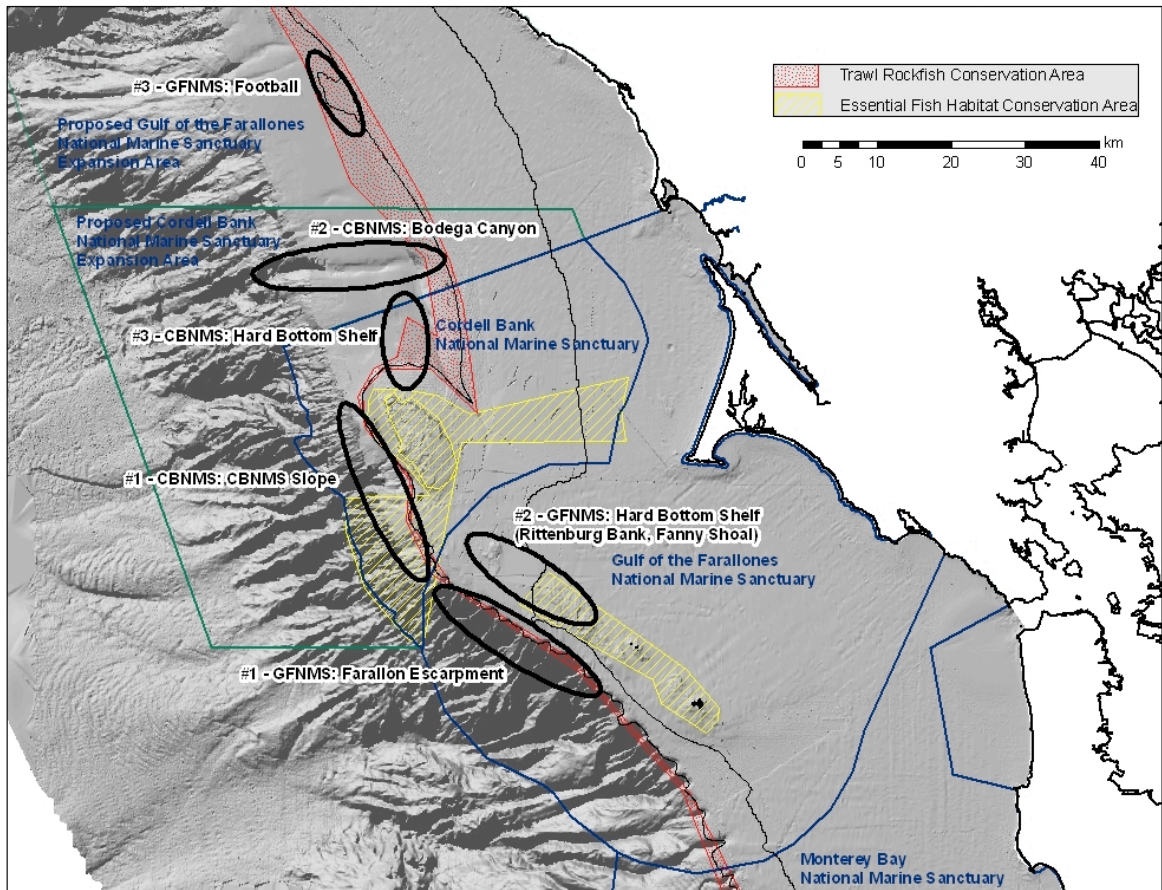 #3 - GFNMS: Football
Proposed Gulf of the Farallones
National Marine Sanctuary
Expansion Area
Trawl Rockfish Conservation Area
Essential Fish Habitat Conservation Area
km
0 5 10 20 30 40
Proposed Cordell Bank
National Marine Sanctuary
Expansion Area
#2 - CBNMS: Bodega Canyon
#3 - CBNMS: Hard Bottom Shelf
Cordell Bank
National Marine Sanctuary
#1 - CBNMS: CBNMS Slope
#2 - GFNMS: Hard Bottom Shelf
(Rittenburg Bank, Fanny Shoal)
Gulf of the Farallones
National Marine Sanctuary
#1 - GFNMS: Farallon Escarpment
Monterey Bay
National Marine Sanctuary